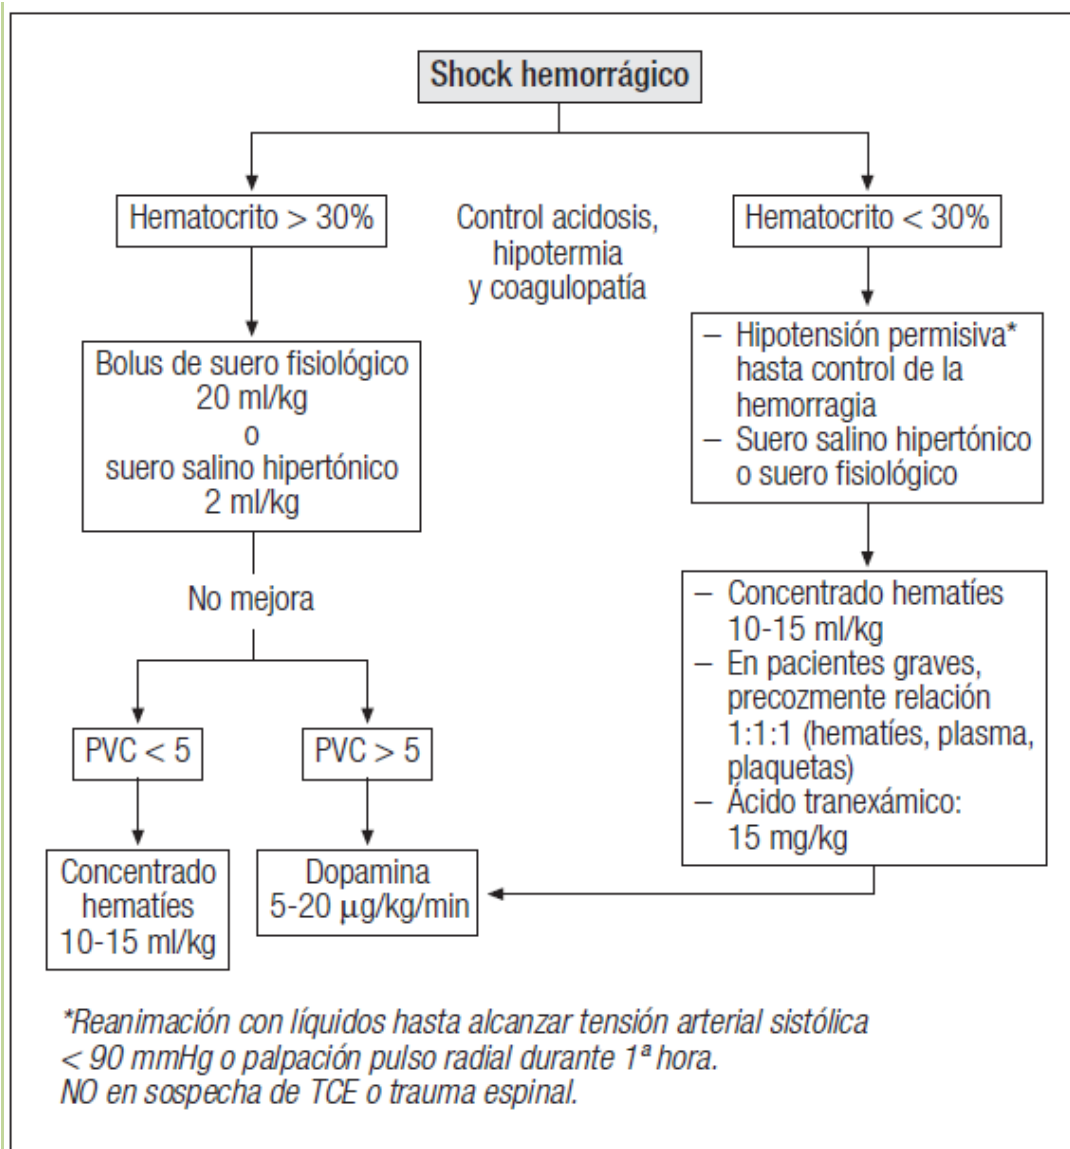 Shock hemorrágico
Hematocrito > 30%
Control acidosis,
hipotermia
y coagulopatía
Hematocrito < 30%
Bolus de suero fisiológico
20 ml/kg
o
suero salino hipertónico
2 ml/kg
– Hipotensión permisiva*
hasta control de la
hemorragia
– Suero salino hipertónico
o suero fisiológico
No mejora
PVC < 5
PVC > 5
– Concentrado hematíes
10-15 ml/kg
– En pacientes graves,
precozmente relación
1:1:1 (hematíes, plasma,
plaquetas)
– Ácido tranexámico:
15 mg/kg
Concentrado
hematíes
10-15 ml/kg
Dopamina
5-20 μg/kg/min
*Reanimación con líquidos hasta alcanzar tensión arterial sistólica
< 90 mmHg o palpación pulso radial durante 1ª hora.
NO en sospecha de TCE o trauma espinal.